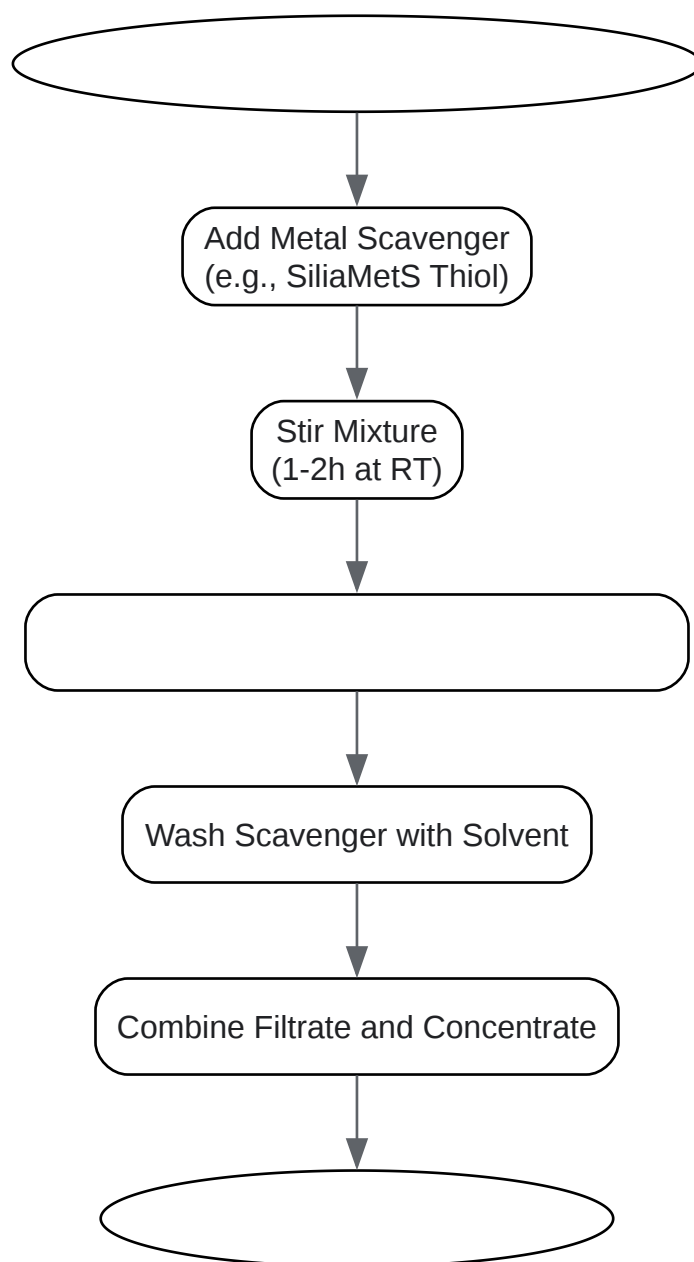 Add Metal Scavenger
(e.g., SiliaMetS Thiol)
Stir Mixture
(1-2h at RT)
Wash Scavenger with Solvent
Combine Filtrate and Concentrate